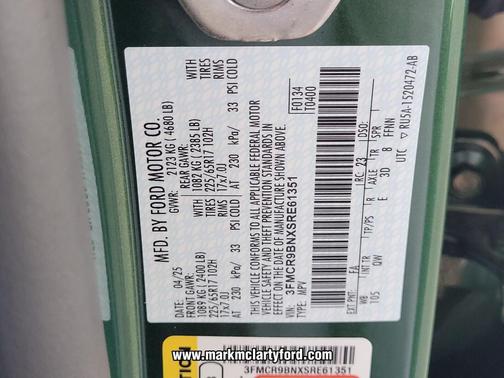 MFD. BY FORD MOTOR CO.
04/25 GVWR: 2123 KG / 4680 LB)
FRONT GAWR: REAR GAWR: WITH
1089 KG ( 2400 LB) WITH 1082 KG ( 2385 LB) TIRES
225/65R17 102H TIRES 225/65R17 102H RIMS
17x7.0J RIMS 17x7.0J
AT 230 kPa/ 33 PSI COLD AT 230 kPa/ 33 PSI COLD
THIS VEHICLE CONFORMS TO ALL APPLICABLE FEDERAL MOTOR
VEHICLE SAFETY AND THEFT PREVENTION STANDARDS IN
EFFECT ON THE DATE OF MANUFACTURE SHOWN ABOVE.
VIN: 3FMCR9BNXSRE61351 F0134
TYPE: MPV T0400
EXT PNT: FA RC: 23 DSO:
WB INT TR TP/PS R AXLE TR SPR
105 QW E 3D 8 FFNN
UTC ▽ RU5A-1520472-AB
www.markmclartyford.com
3FMCR9BNXSRE61351